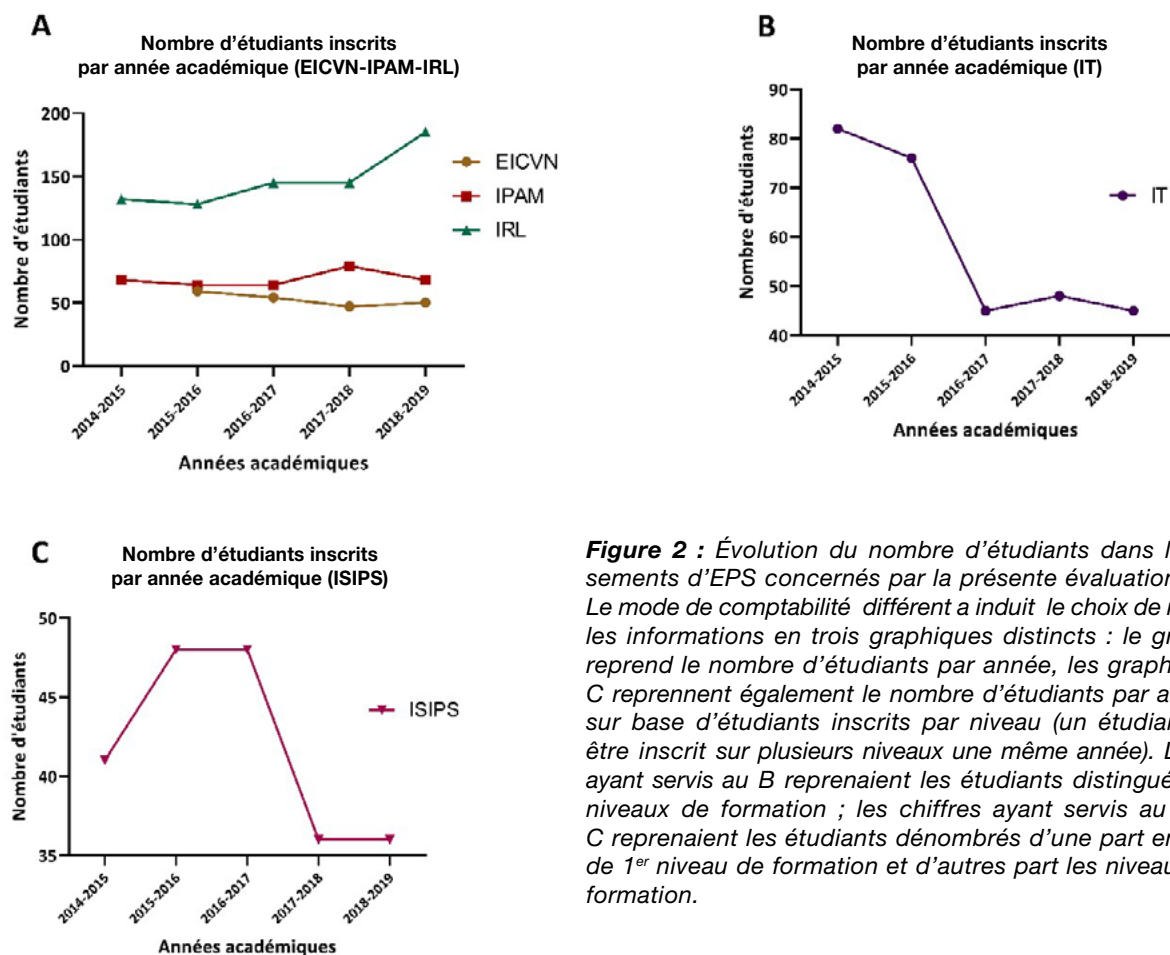 A
Nombre d'étudiants inscrits
par année académique (EICVN-IPAM-IRL)
Nombre d'étudiants
200
150
100
50
0
2014-2015
2015-2016
2016-2017
2017-2018
2018-2019
Années académiques
EICVN
IPAM
IRL
B
Nombre d'étudiants inscrits
par année académique (IT)
Nombre d'étudiants
90
80
70
60
50
40
2014-2015
2015-2016
2016-2017
2017-2018
2018-2019
Années académiques
IT
C
Nombre d'étudiants inscrits
par année académique (ISIPS)
Nombre d'étudiants
50
45
40
35
2014-2015
2015-2016
2016-2017
2017-2018
2018-2019
Années académiques
ISIPS
Figure 2 : Évolution du nombre d'étudiants dans
sements d'EPS concernés par la présente évaluation
Le mode de comptabilité différent a induit le choix de
les informations en trois graphiques distincts : le
reprend le nombre d'étudiants par année, les
C reprennent également le nombre d'étudiants par
sur base d'étudiants inscrits par niveau (un
être inscrit sur plusieurs niveaux une même année).
ayant servis au B reprenaient les étudiants
niveaux de formation ; les chiffres ayant servis au
C reprenaient les étudiants dénombrés d'une part
de 1er niveau de formation et d'autres part les
formation.